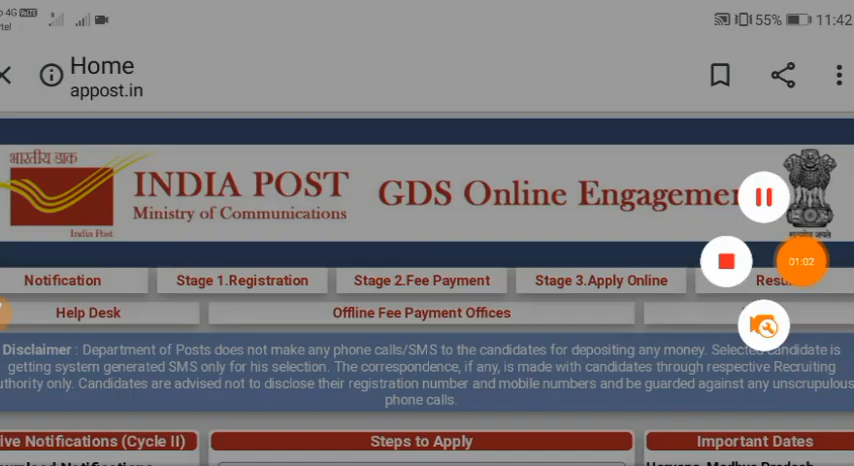 4G VoLTE
55% 11:42
Home
appost.in
भारतीय डाक
India Post
INDIA POST
Ministry of Communications
GDS Online
सत्यमेव जयते
Notification
Stage 1.Registration
Stage 2.Fee Payment
Stage 3.Apply Online
01:02
Help Desk
Offline Fee Payment Offices
Disclaimer : Department of Posts does not make any phone calls/SMS to the candidates for depositing any money. Selected candidate is
getting system generated SMS only for his selection. The correspondence, if any, is made with candidates through respective Recruiting
only. Candidates are advised not to disclose their registration number and mobile numbers and be guarded against any unscrupulous
phone calls.
Notifications (Cycle II)
Steps to Apply
Important Dates